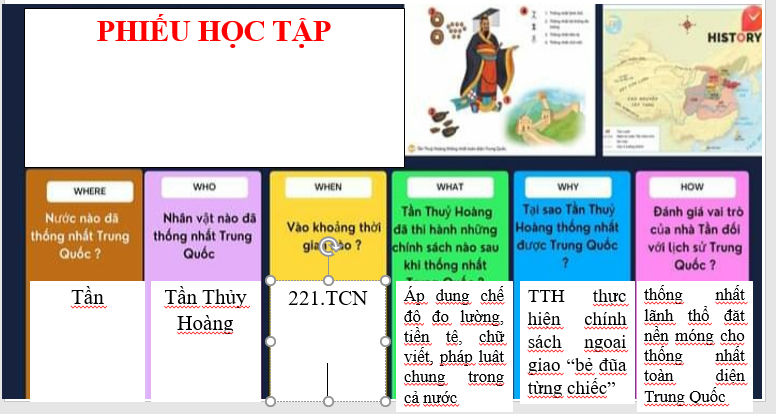 PHIẾU HỌC TẬP
HISTORY
WHERE
Nước nào đã
thống nhất Trung
Quốc ?
Tần
WHO
Nhân vật nào đã
thống nhất Trung
Quốc
Tần Thủy
Hoàng
WHEN
Vào khoảng thời
gian nào ?
221.TCN
WHAT
Tần Thuỷ Hoàng
đã thi hành những
chính sách nào sau
khi thống nhất
Áp dụng chế
độ đo lường,
tiền tệ, chữ
viết, pháp luật
chung trong
cả nước
WHY
Tại sao Tần Thuỷ
Hoàng thống nhất
được Trung Quốc
?
TTH thực
hiện chính
sách ngoại
giao “bẻ đũa
từng chiếc”
HOW
Đánh giá vai trò
của nhà Tần đối
với lịch sử Trung
Quốc ?
thống nhất
lãnh thổ đặt
nền móng cho
thống nhất
toàn diện
Trung Quốc